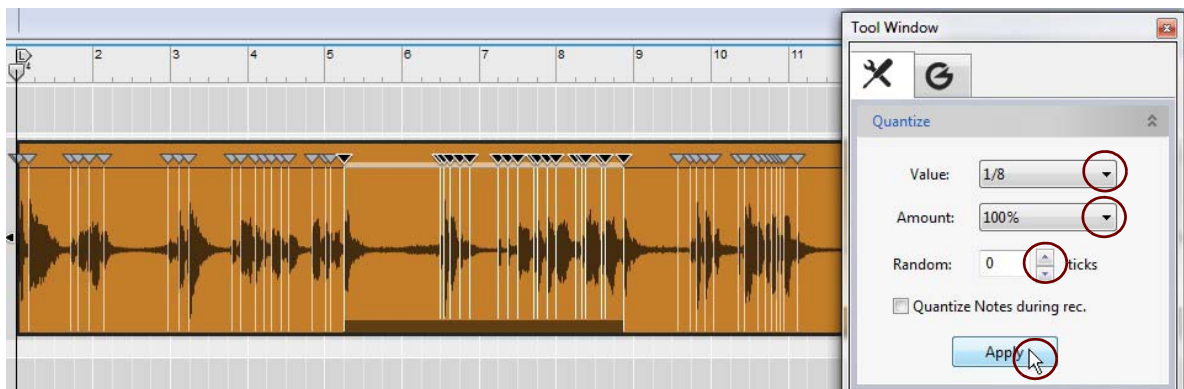 Tool Window
L
4
2 3 4 5 6 7 8 9 10 11
Quantize
Value: 1/8
Amount: 100%
Random: 0 ticks
Quantize Notes during rec.
Apply